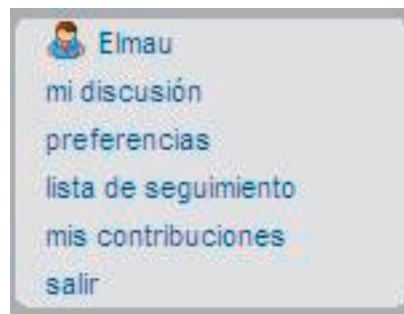 Elmau
mi discusión
preferencias
lista de seguimiento
mis contribuciones
salir